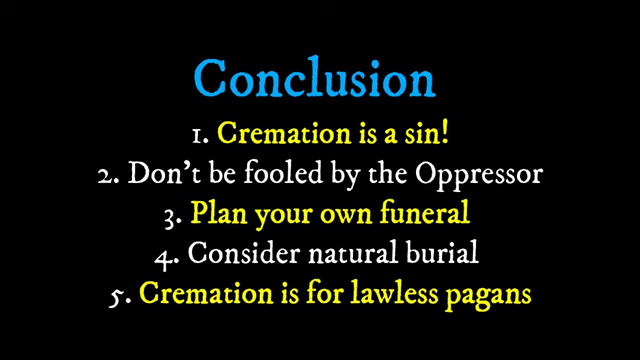 Conclusion
1. Cremation is a sin!
2. Don't be fooled by the Oppressor
3. Plan your own funeral
4. Consider natural burial
5. Cremation is for lawless pagans